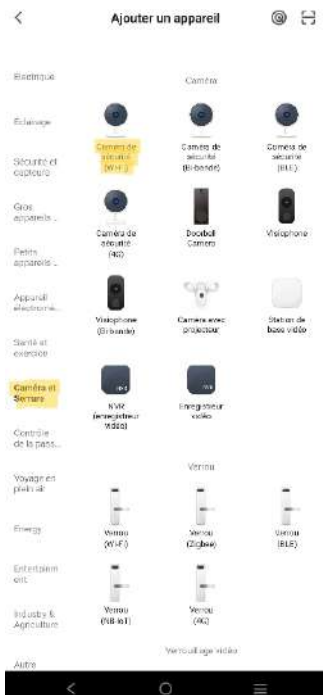 Ajouter un appareil
Électrique
Éclairage
Sécurité et
capteurs
Gros
appareils ...
Petits
appareils ...
Appareil
électroména...
Santé et
exercice
Caméra et
Serrure
Contrôle
de la pass...
Voyage en
plein air
Energy
Entertainm
ent
Industry &
Agriculture
Autre
Caméra
Caméra de
sécurité
(Wi-Fi)
Caméra de
sécurité
(Bi-bande)
Caméra de
sécurité
(BLE)
Caméra de
sécurité
(4G)
Doorbell
Camera
Visiophone
Visiophone
(Bi-bande)
Caméra avec
projecteur
Station de
base vidéo
NVR
(enregistreur
vidéo)
Enregistreur
vidéo
Verrou
Verrou
(Wi-Fi)
Verrou
(Zigbee)
Verrou
(BLE)
Verrou
(NB-IoT)
Verrou
(4G)
Verrouillage vidéo